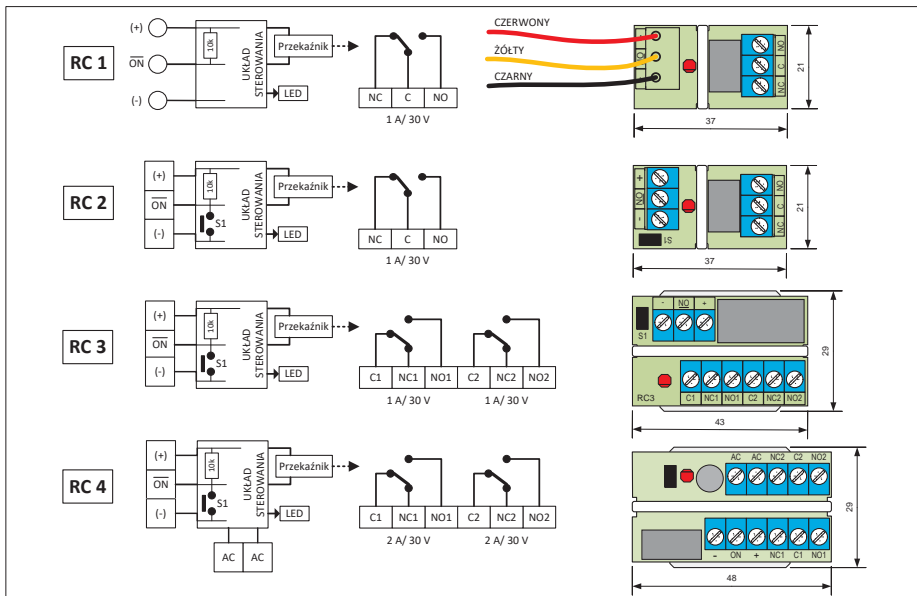 RC 1
(+)
ON
(-)
10k
UKŁAD STEROWANIA
Przekaźnik
LED
NC C NO
1 A/ 30 V
CZERWONY
ŻÓŁTY
CZARNY
NO
C
NC
21
37
RC 2
(+)
ON
(-)
10k
S1
UKŁAD STEROWANIA
Przekaźnik
LED
NC C NO
1 A/ 30 V
+
NO
-
S1
NO
C
NC
21
37
RC 3
(+)
ON
(-)
10k
S1
UKŁAD STEROWANIA
Przekaźnik
LED
C1 NC1 NO1 C2 NC2 NO2
1 A/ 30 V 1 A/ 30 V
- NO +
S1
RC3
C1 NC1 NO1 C2 NC2 NO2
29
43
RC 4
(+)
ON
(-)
10k
S1
UKŁAD STEROWANIA
Przekaźnik
LED
AC AC
C1 NC1 NO1 C2 NC2 NO2
2 A/ 30 V 2 A/ 30 V
AC AC NC2 C2 NO2
- ON + NC1 C1 NO1
29
48